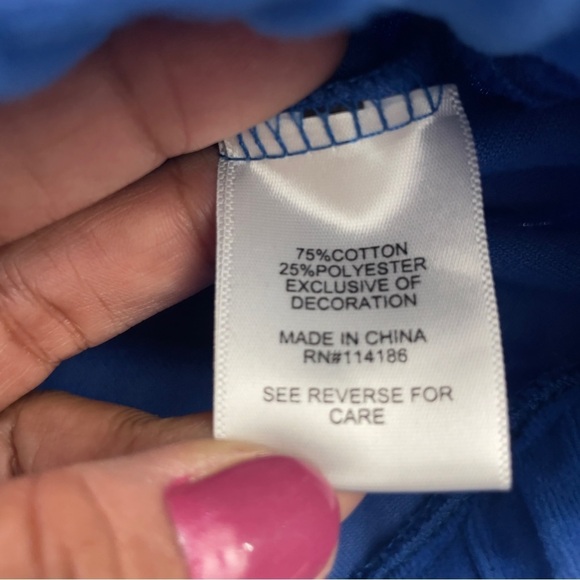 75%COTTON
25%POLYESTER
EXCLUSIVE OF
DECORATION
MADE IN CHINA
RN#114186
SEE REVERSE FOR
CARE